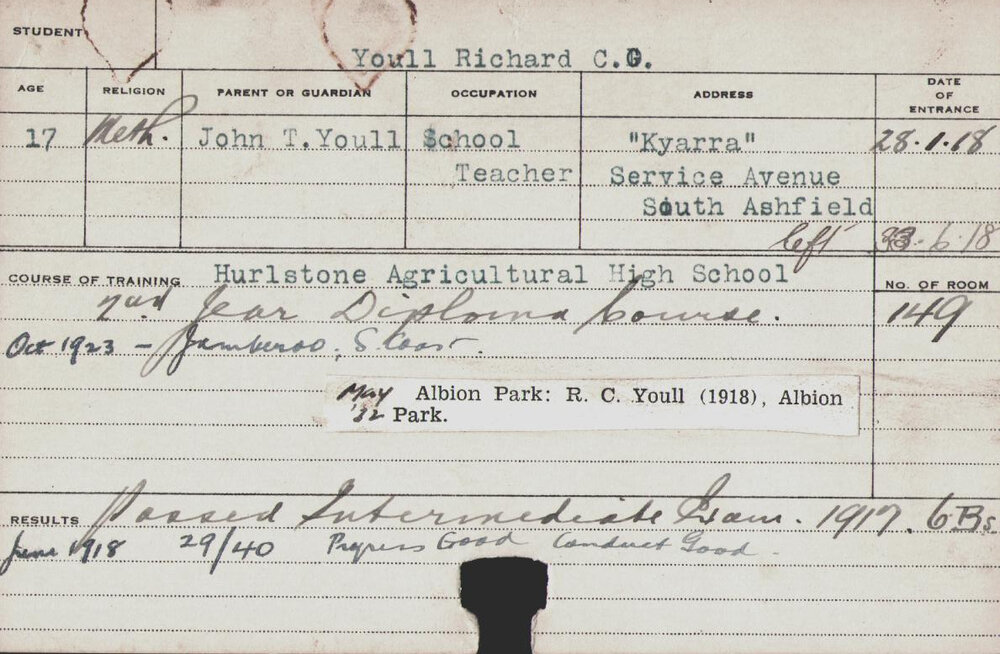 STUDENT
Youll Richard C.G.
AGE RELIGION PARENT OR GUARDIAN OCCUPATION ADDRESS DATE OF ENTRANCE
17 Meth. John T. Youll School "Kyarra" 28.1.18
Teacher Service Avenue
South Ashfield
left 23.6.18
COURSE OF TRAINING Hurlstone Agricultural High School No. OF ROOM
2nd Year Diploma Course. 149
Oct 1923 - Jamberoo, S Coast.
May '32 Albion Park: R. C. Youll (1918), Albion
Park.
RESULTS Passed Intermediate Exam. 1917. 6Bs.
June 1918 29/40 Progress Good Conduct Good.